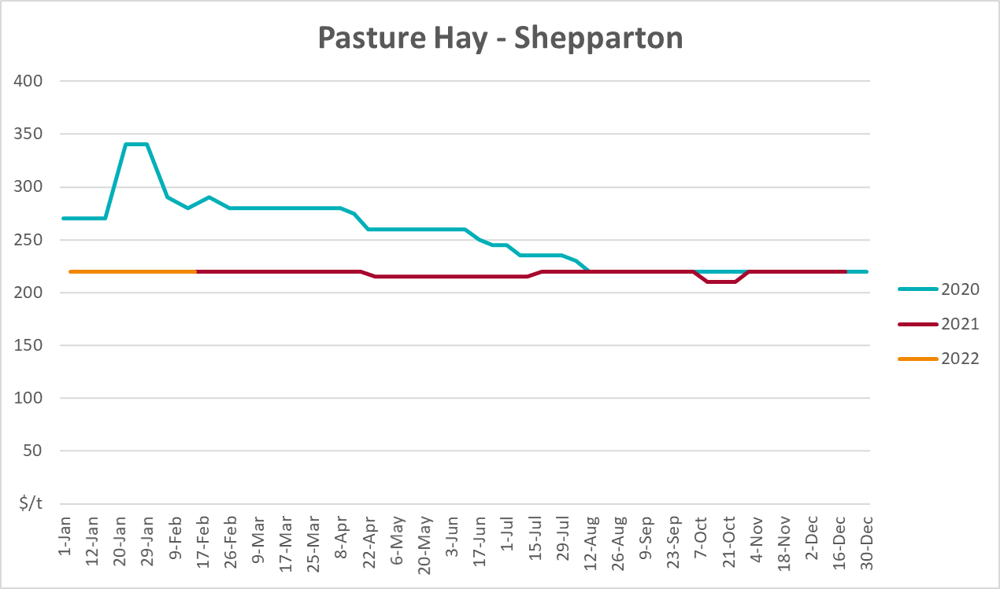 Pasture Hay - Shepparton
400
350
300
250
200
150
100
50
$/t
1-Jan
12-Jan
20-Jan
29-Jan
9-Feb
17-Feb
26-Feb
9-Mar
17-Mar
25-Mar
8-Apr
22-Apr
6-May
20-May
3-Jun
17-Jun
1-Jul
15-Jul
29-Jul
12-Aug
26-Aug
9-Sep
23-Sep
7-Oct
21-Oct
4-Nov
18-Nov
2-Dec
16-Dec
30-Dec
2020
2021
2022